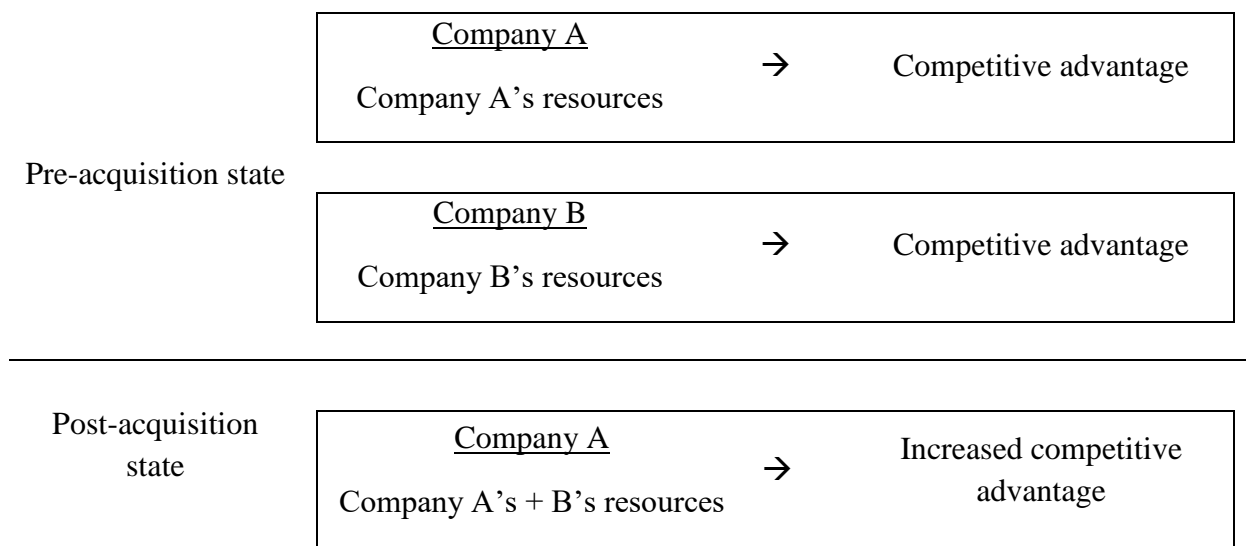 Company A
Company A’s resources
→
Competitive advantage
Pre-acquisition state
Company B
Company B’s resources
→
Competitive advantage
Post-acquisition
state
Company A
Company A’s + B’s resources
→
Increased competitive
advantage